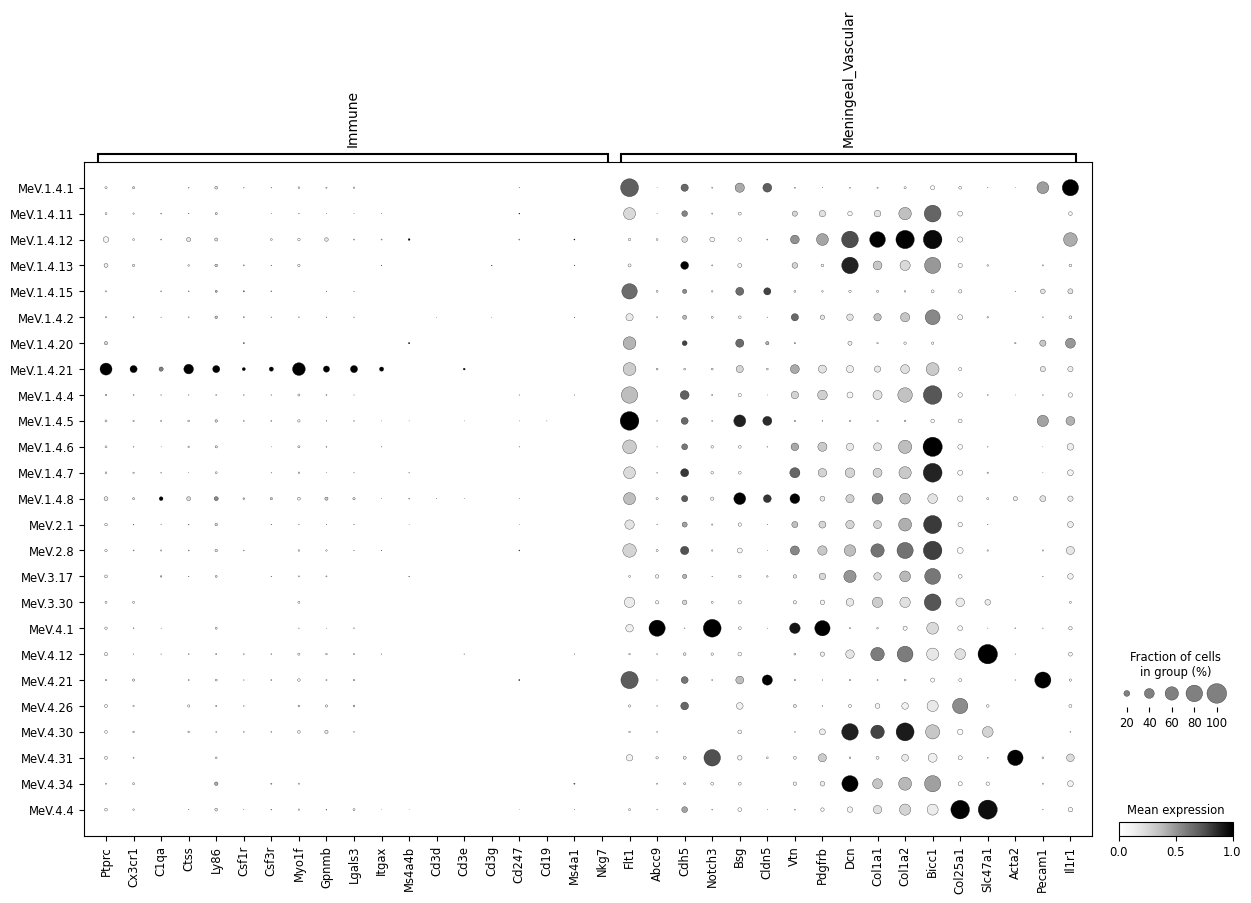 Immune
Meningeal_Vascular
MeV.1.4.1
MeV.1.4.11
MeV.1.4.12
MeV.1.4.13
MeV.1.4.15
MeV.1.4.2
MeV.1.4.20
MeV.1.4.21
MeV.1.4.4
MeV.1.4.5
MeV.1.4.6
MeV.1.4.7
MeV.1.4.8
MeV.2.1
MeV.2.8
MeV.3.17
MeV.3.30
MeV.4.1
MeV.4.12
MeV.4.21
MeV.4.26
MeV.4.30
MeV.4.31
MeV.4.34
MeV.4.4
Ptprc
Cx3cr1
C1qa
Ctss
Ly86
Csf1r
Csf3r
Myo1f
Gpnmb
Lgals3
Itgax
Ms4a4b
Cd3d
Cd3e
Cd3g
Cd247
Cd19
Ms4a1
Nkg7
Flt1
Abcc9
Cdh5
Notch3
Bsg
Cldn5
Vtn
Pdgfrb
Dcn
Col1a1
Col1a2
Bicc1
Col25a1
Slc47a1
Acta2
Pecam1
Il1r1
Fraction of cells
in group (%)
20 40 60 80 100
Mean expression
0.0 0.5 1.0